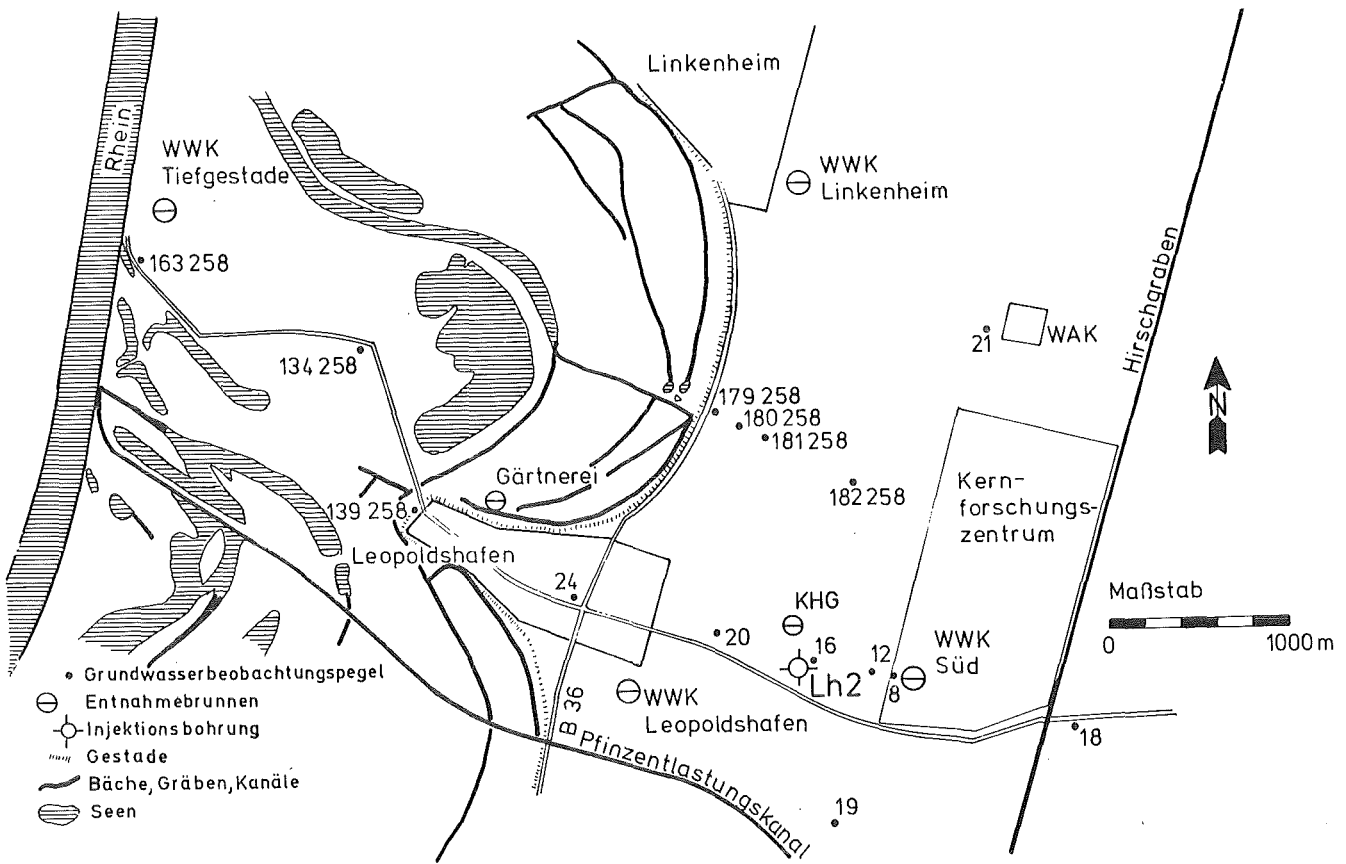 Linkenheim
Rhein
WWK
Tiefgestade
WWK
Linkenheim
163 258
Hirschgraben
21
WAK
134 258
N
179 258
180 258
181 258
182 258
Gärtnerei
139 258
Kern-
forschungs-
zentrum
Leopoldshafen
24
KHG
Maßstab
0
1000 m
20
16
12
WWK
Süd
8
Lh2
WWK
Leopoldshafen
B 36
18
Pfinzentlastungskanal
19
Grundwasserbeobachtungspegel
Entnahmebrunnen
Injektionsbohrung
Gestade
Bäche, Gräben, Kanäle
Seen